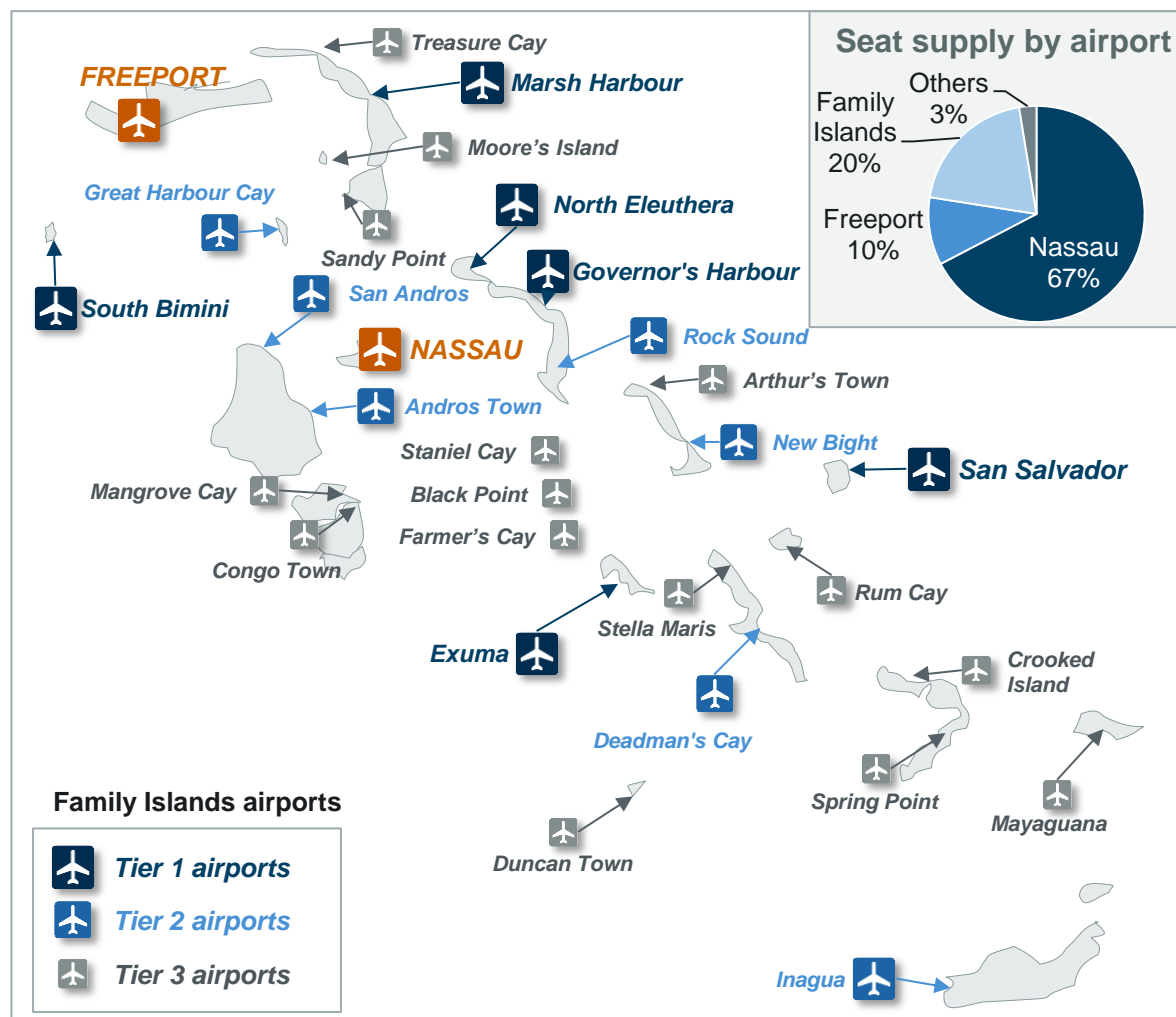 Seat supply by airport
Others
3%
Family
Islands
20%
Freeport
10%
Nassau
67%
Treasure Cay
FREEPORT
Marsh Harbour
Moore's Island
Great Harbour Cay
North Eleuthera
Sandy Point
Governor's Harbour
San Andros
South Bimini
Rock Sound
NASSAU
Arthur’s Town
Andros Town
New Bight
Staniel Cay
San Salvador
Mangrove Cay
Black Point
Farmer’s Cay
Congo Town
Rum Cay
Stella Maris
Exuma
Crooked
Island
Deadman's Cay
Spring Point
Mayaguana
Duncan Town
Family Islands airports
Tier 1 airports
Tier 2 airports
Tier 3 airports
Inagua